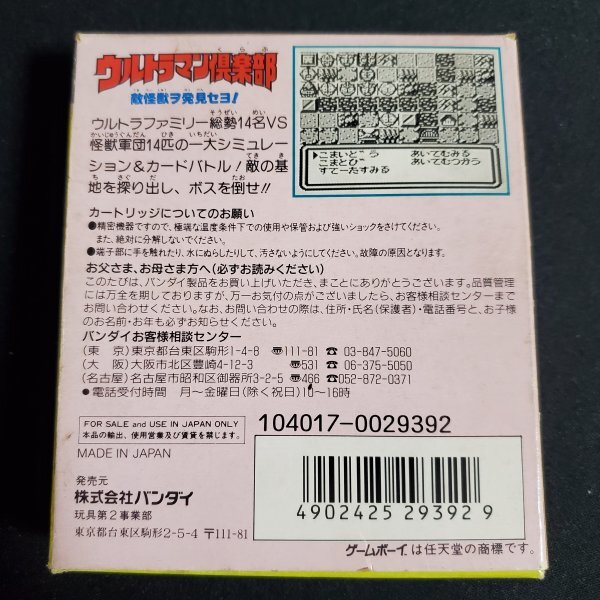 ウルトラマン倶楽部
敵怪獣ヲ発見セヨ!
ウルトラファミリー総勢14名VS
怪獣軍団14匹の一大シミュレー
ション&カードバトル!敵の基
地を探り出し、ボスを倒せ!!
▶こまいどう あいてむみる
こまとび あいてむつかう
すてーたすみる
カートリッジについてのお願い
●精密機器ですので、極端な温度条件下での使用や保管および強いショックをさけてください。
また、絶対に分解しないでください。
●端子部に手を触れたり、水にぬらしたりして、汚さないようにしてください。故障の原因となります。
お父さま、お母さま方へ(必ずお読みください)
このたびは、バンダイ製品をお買い上げいただき、まことにありがとうございます。品質管理
には万全を期しておりますが、万一お気付の点がございましたら、お客様相談センターまで
お問い合わせください。なお、お問い合わせの際は、住所・氏名(保護者)・電話番号と、お子様
のお名前・お年も必ずお知らせください。
バンダイお客様相談センター
(東 京)東京都台東区駒形1-4-8 〠111-81 ☎03-847-5060
(大 阪)大阪市北区豊崎4-12-3 〠531 ☎06-375-5050
(名古屋)名古屋市昭和区御器所3-2-5 〠466 ☎052-872-0371
●電話受付時間 月〜金曜日(除く祝日)10〜16時
FOR SALE and USE IN JAPAN ONLY
本品の輸出、使用営業及び賃貸を禁じます。
MADE IN JAPAN
104017-0029392
4902425293929
発売元
株式会社バンダイ
玩具第2事業部
東京都台東区駒形2-5-4 〒111-81
ゲームボーイは任天堂の商標です。